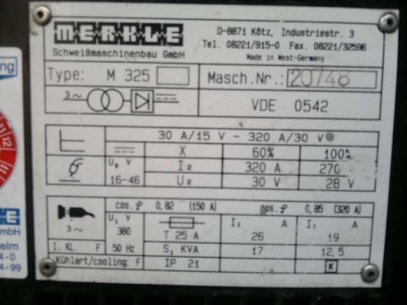 MERKLE
Schweißmaschinenbau GmbH
D-8871 Kötz, Industriestr. 3
Tel. 08221/915-0 Fax. 08221/32596
Made in West-Germany
Type: M 325
Masch.Nr.: 20748
3~
VDE 0542
30 A/15 V - 320 A/30 V
X 60% 100%
U₀ V I₂ 320 A 270
16-46 U₂ 30 V 28 V
cos. φ 0,82 (150 A) cos. φ 0,85 (320 A)
U₁ V I₁ A I₁ A
3~ 380 T 25 A 26 19
I. KL. F 50 Hz S₁ KVA 17 12,5
Kühlart/cooling: F IP 21 K